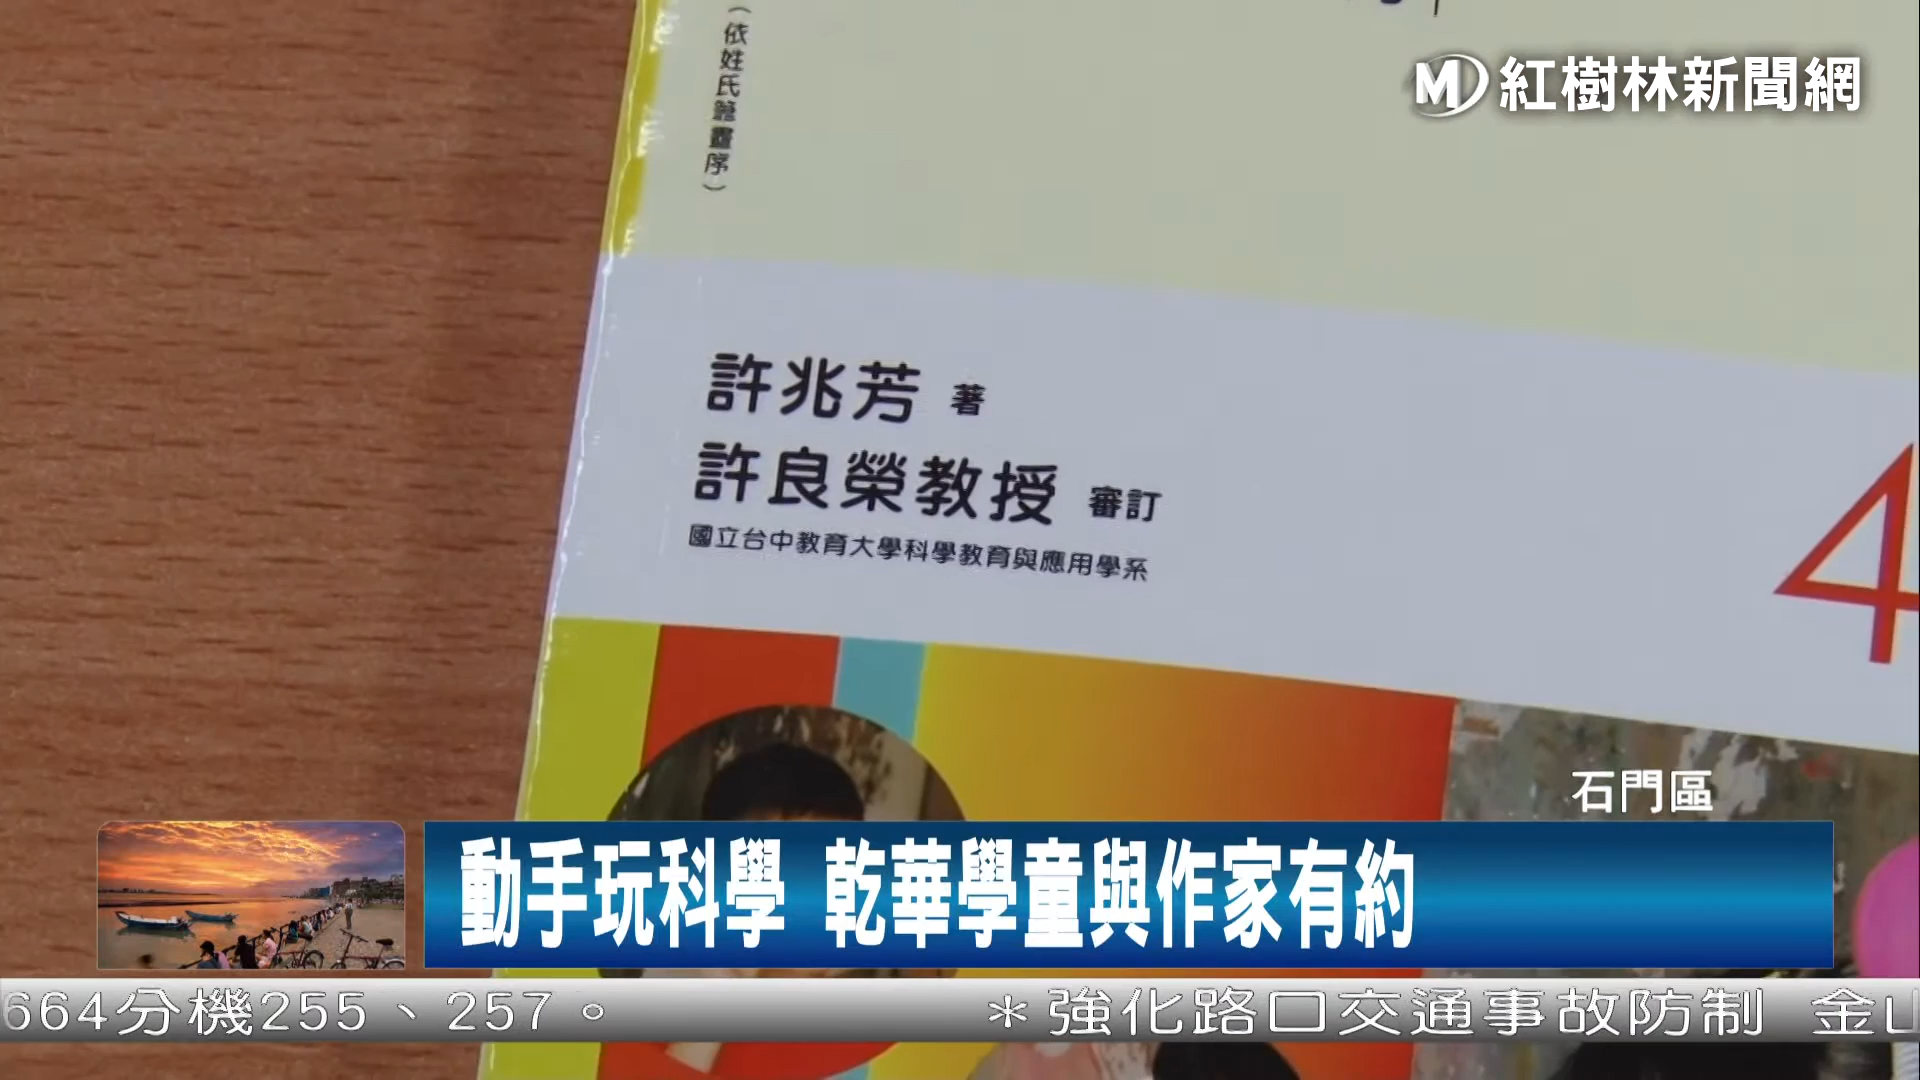 （依姓氏筆畫序）
M 紅樹林新聞網
許兆芳 著
許良榮教授 審訂
國立台中教育大學科學教育與應用學系
4
石門區
動手玩科學 乾華學童與作家有約
664分機255、257。 ＊強化路口交通事故防制 金山